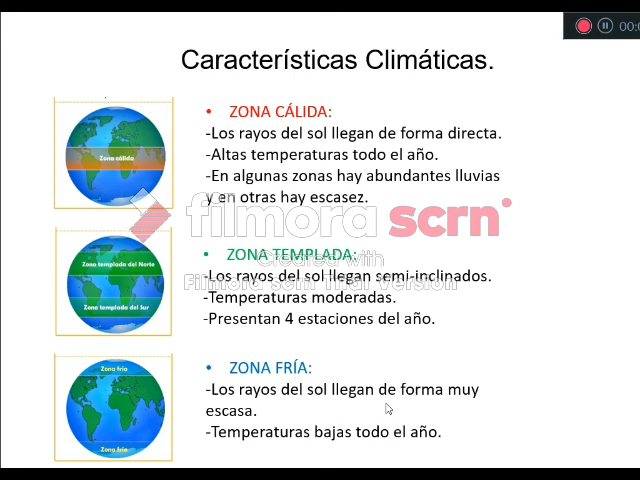 00:0
Características Climáticas.
• ZONA CÁLIDA:
-Los rayos del sol llegan de forma directa.
-Altas temperaturas todo el año.
-En algunas zonas hay abundantes lluvias
y en otras hay escasez.
Zona cálida
filmora scrn
Created with
Filmora scrn Trial Version
• ZONA TEMPLADA:
-Los rayos del sol llegan semi-inclinados.
-Temperaturas moderadas.
-Presentan 4 estaciones del año.
Zona templada del Norte
Zona templada del Sur
• ZONA FRÍA:
-Los rayos del sol llegan de forma muy
escasa.
-Temperaturas bajas todo el año.
Zona fría
Zona fría